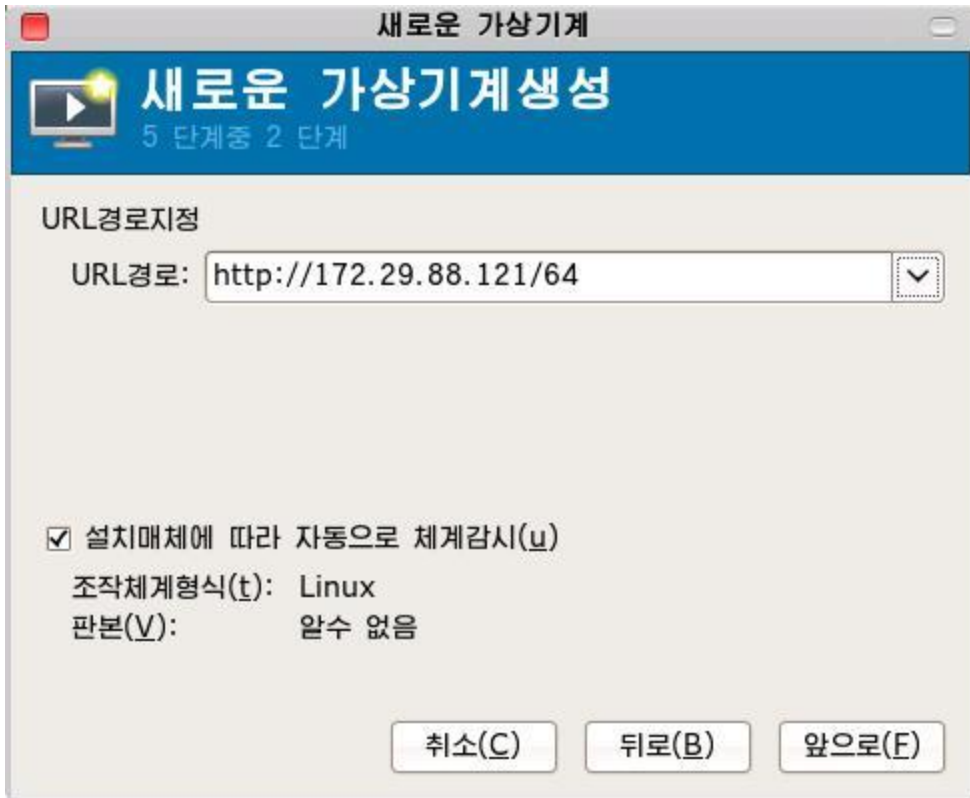 새로운 가상기계
새로운 가상기계생성
5 단계중 2 단계
URL경로지정
URL경로: http://172.29.88.121/64
설치매체에 따라 자동으로 체계감시(u)
조작체계형식(t): Linux
판본(V): 알수 없음
취소(C) 뒤로(B) 앞으로(F)